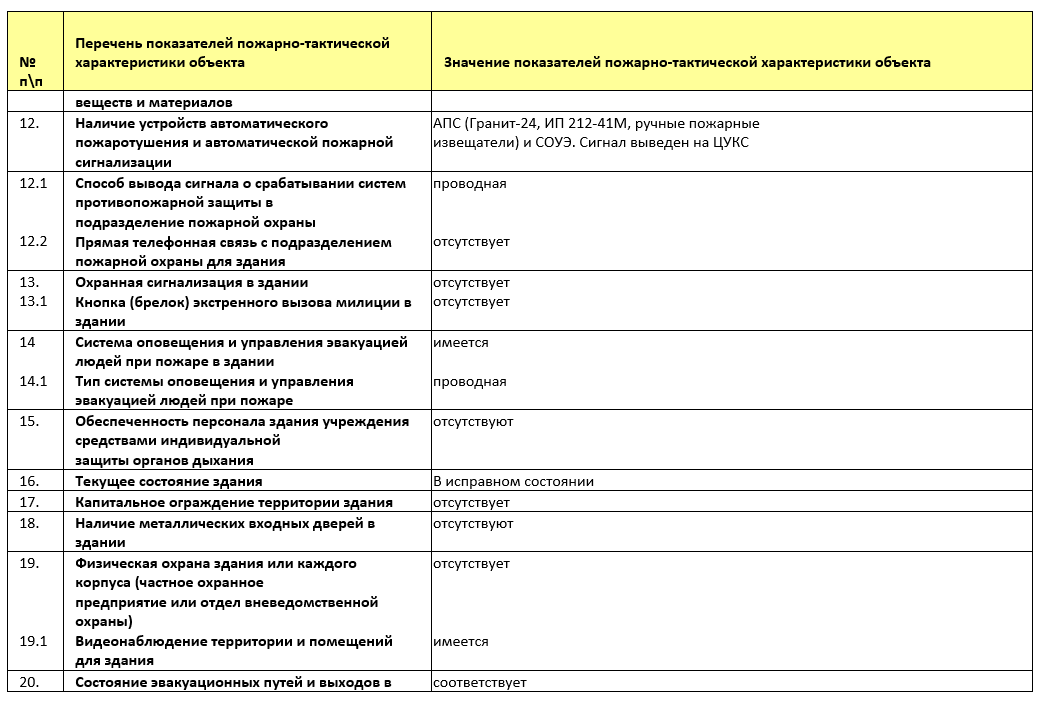 №
п\п
Перечень показателей пожарно-тактической
характеристики объекта
Значение показателей пожарно-тактической характеристики объекта
веществ и материалов
12.
Наличие устройств автоматического
пожаротушения и автоматической пожарной
сигнализации
АПС (Гранит-24, ИП 212-41М, ручные пожарные
извещатели) и СОУЭ. Сигнал выведен на ЦУКС
12.1
Способ вывода сигнала о срабатывании систем
противопожарной защиты в
подразделение пожарной охраны
проводная
12.2
Прямая телефонная связь с подразделением
пожарной охраны для здания
отсутствует
13.
Охранная сигнализация в здании
отсутствует
13.1
Кнопка (брелок) экстренного вызова милиции в
здании
отсутствует
14
Система оповещения и управления эвакуацией
людей при пожаре в здании
имеется
14.1
Тип системы оповещения и управления
эвакуацией людей при пожаре
проводная
15.
Обеспеченность персонала здания учреждения
средствами индивидуальной
защиты органов дыхания
отсутствуют
16.
Текущее состояние здания
В исправном состоянии
17.
Капитальное ограждение территории здания
отсутствует
18.
Наличие металлических входных дверей в
здании
отсутствуют
19.
Физическая охрана здания или каждого
корпуса (частное охранное
предприятие или отдел вневедомственной
охраны)
отсутствует
19.1
Видеонаблюдение территории и помещений
для здания
имеется
20.
Состояние эвакуационных путей и выходов в
соответствует